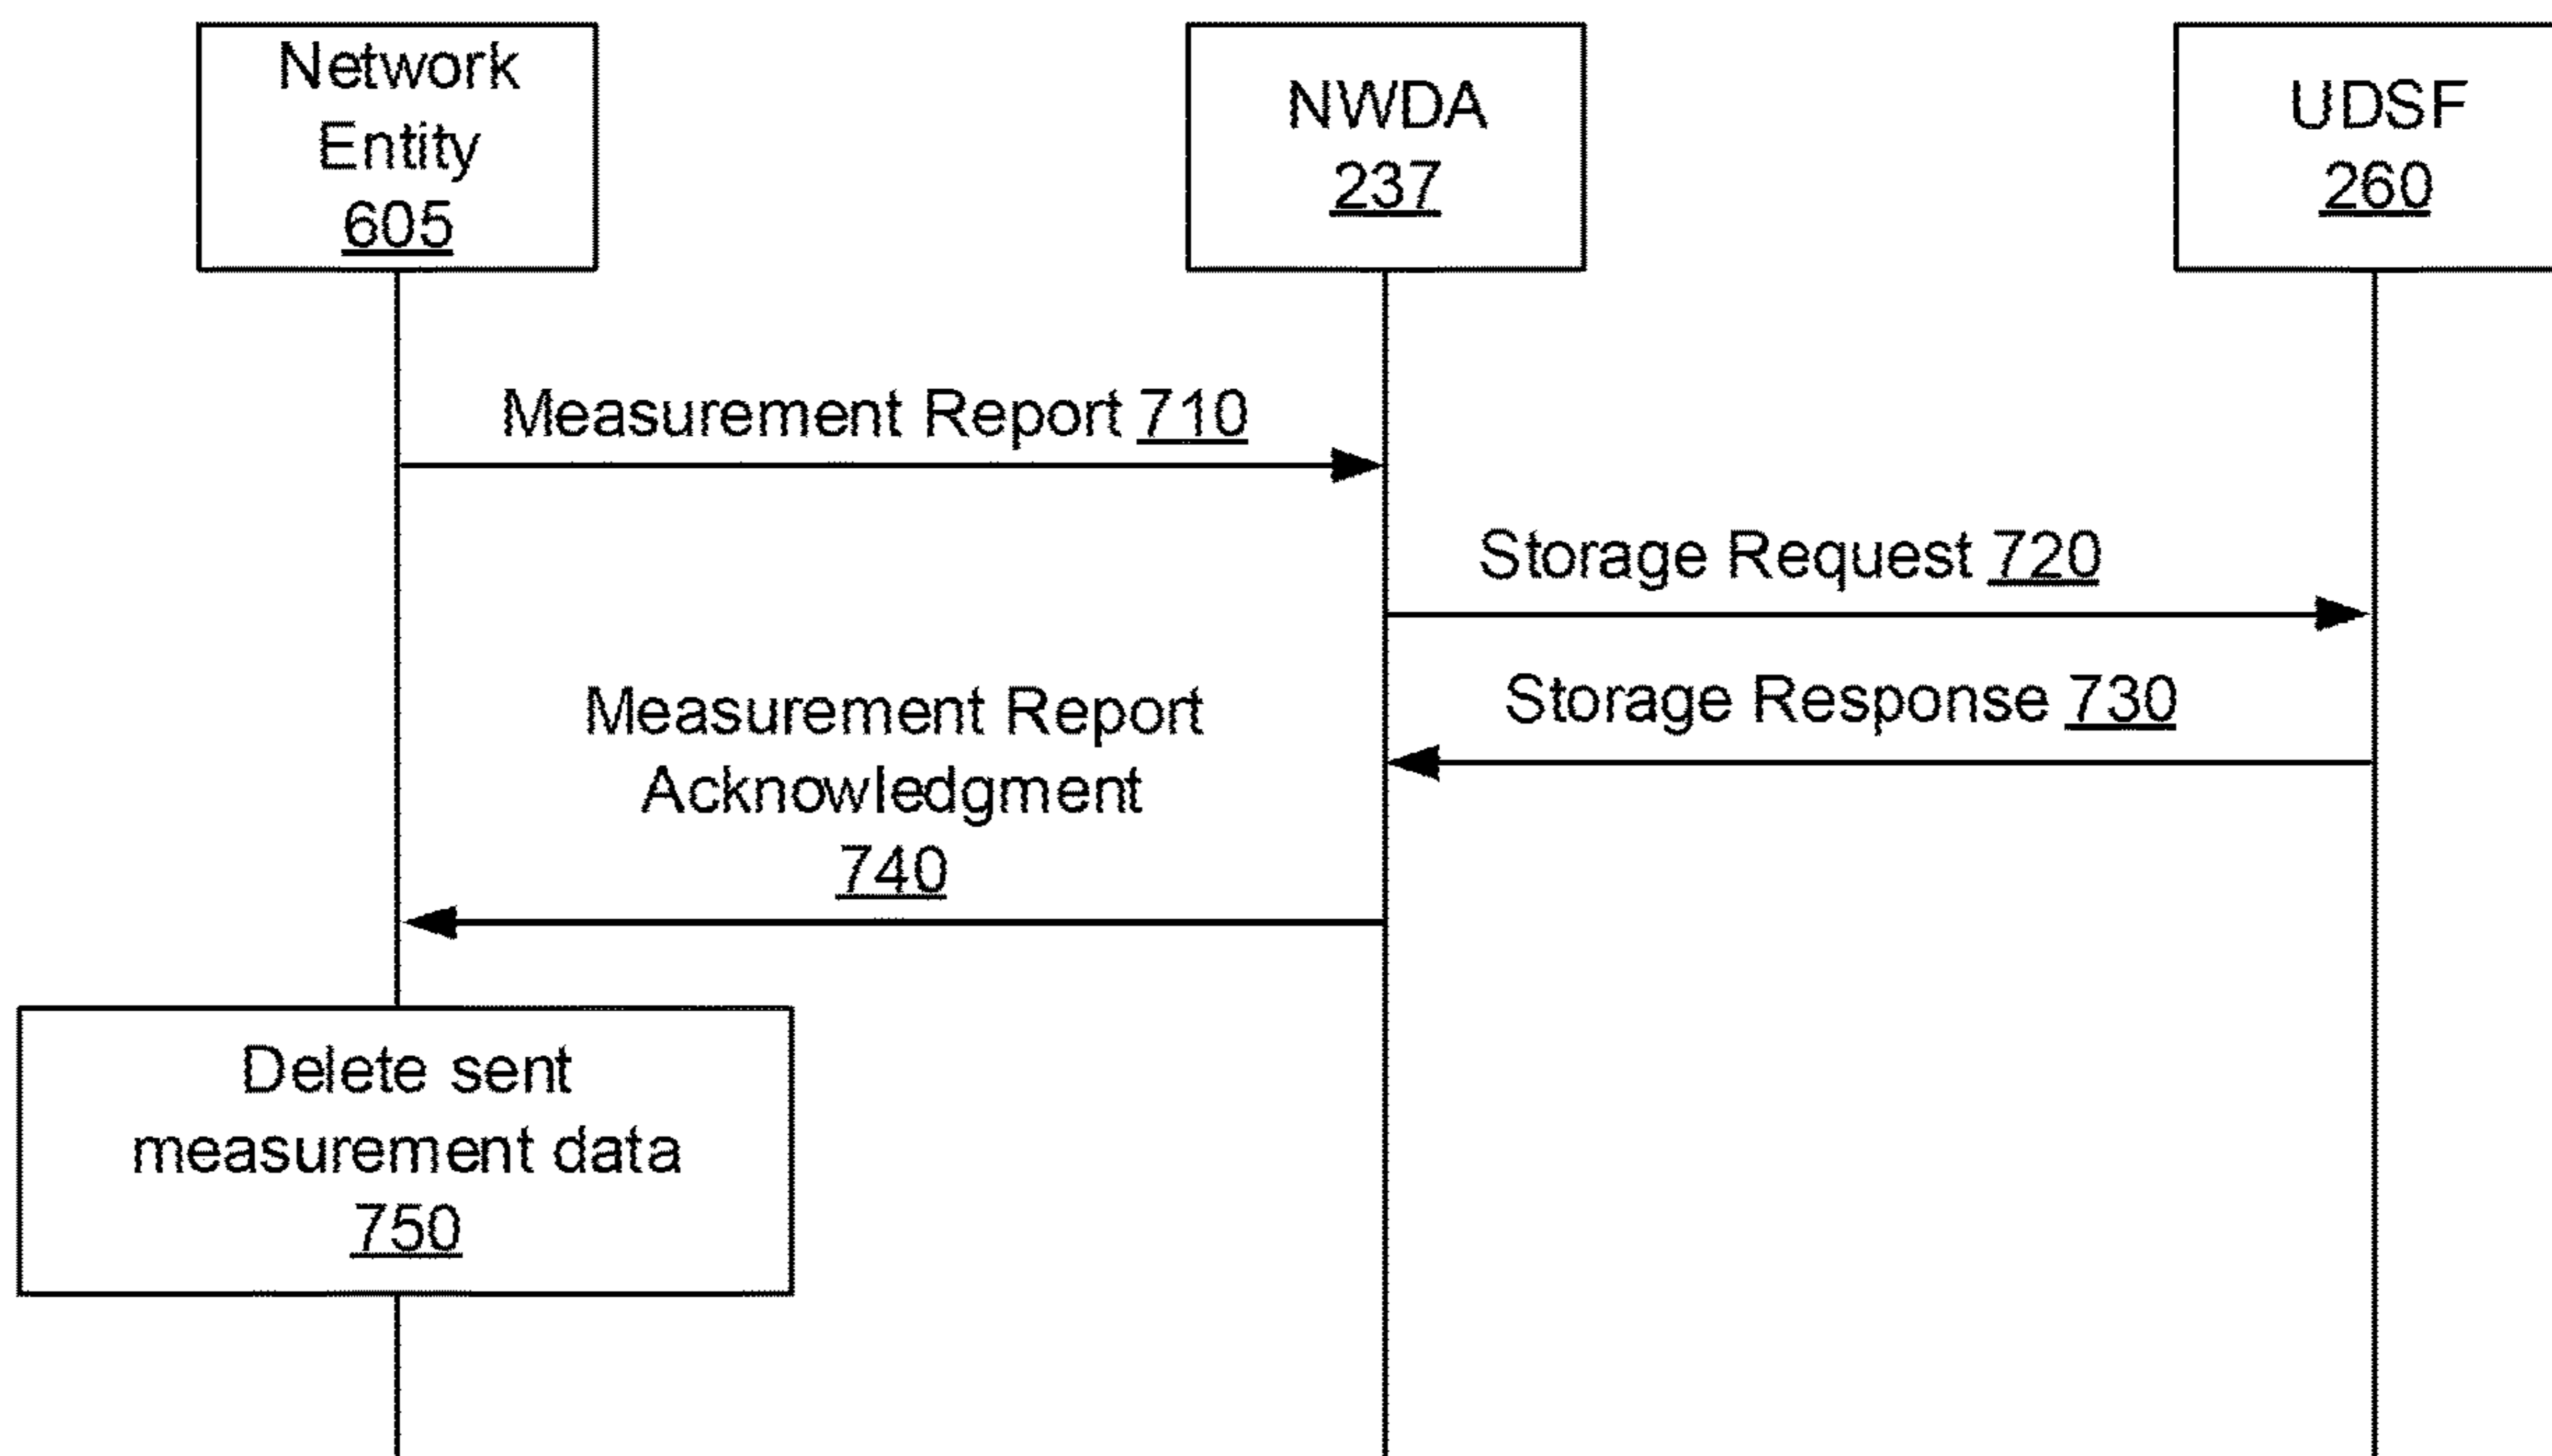 Network
Entity
605
NWDA
237
UDSF
260
Measurement Report 710
Storage Request 720
Storage Response 730
Measurement Report
Acknowledgment
740
Delete sent
measurement data
750